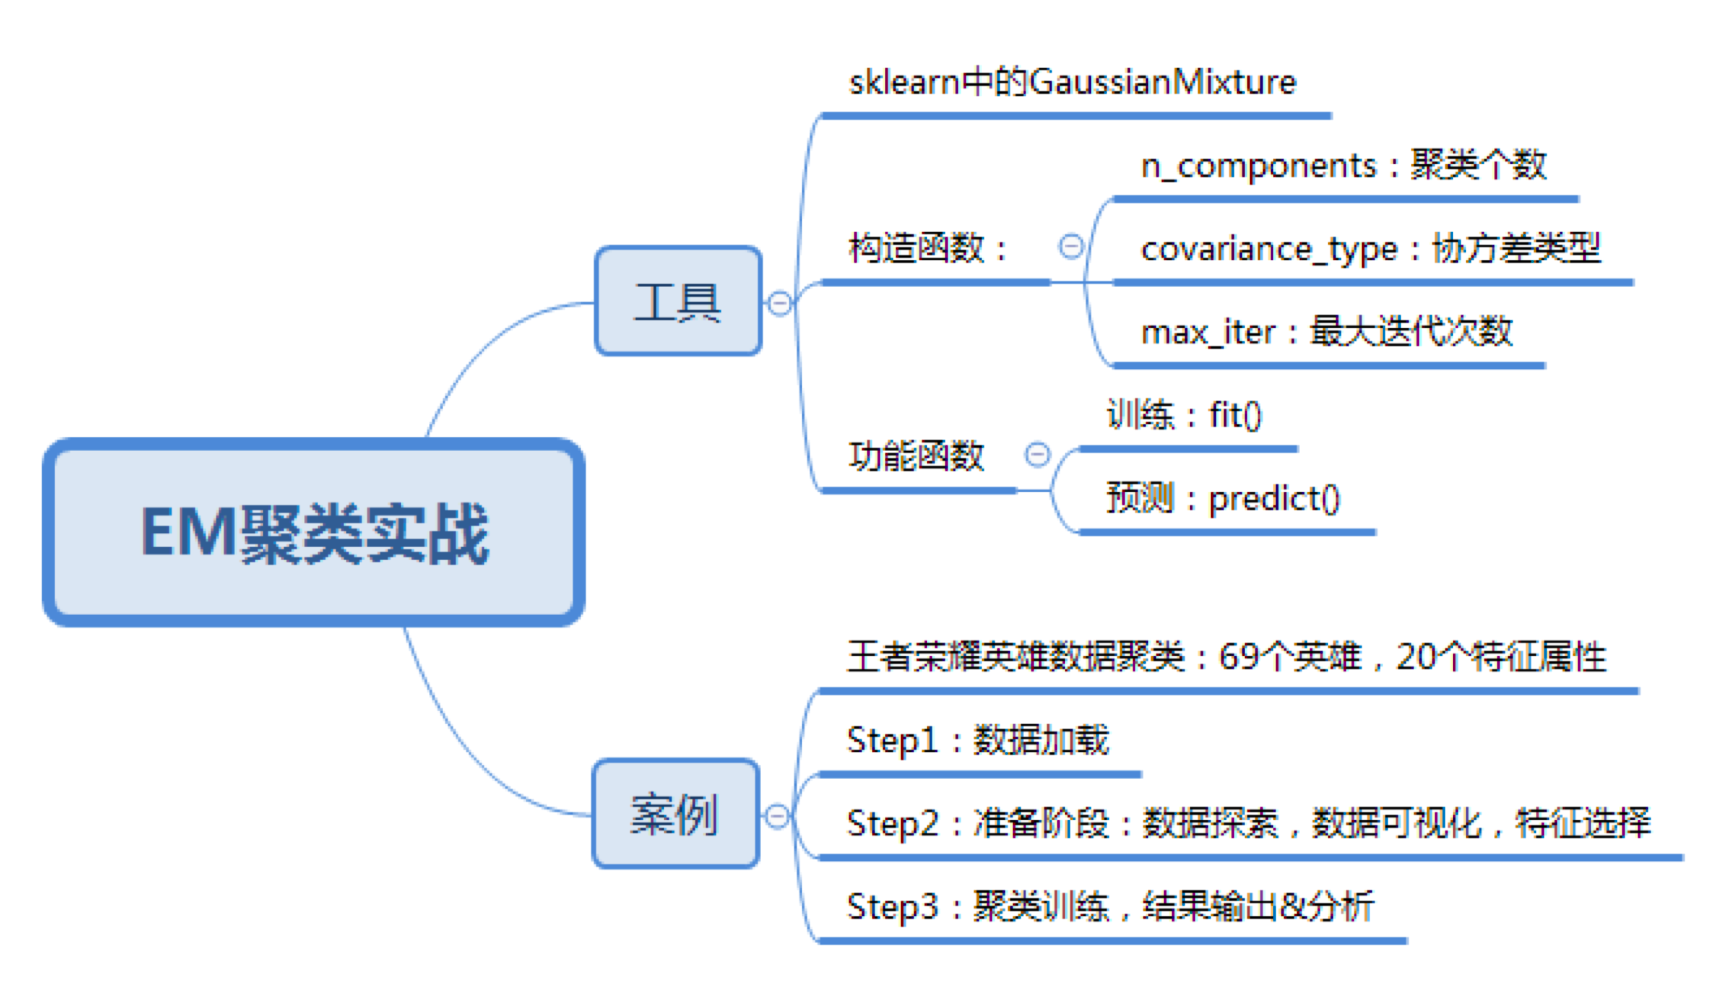 EM聚类实战
工具
sklearn中的GaussianMixture
构造函数：
n_components：聚类个数
covariance_type：协方差类型
max_iter：最大迭代次数
功能函数
训练：fit()
预测：predict()
案例
王者荣耀英雄数据聚类：69个英雄，20个特征属性
Step1：数据加载
Step2：准备阶段：数据探索，数据可视化，特征选择
Step3：聚类训练，结果输出&分析